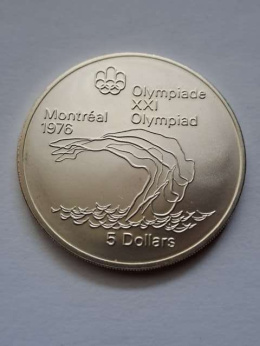 Olympiade
XXI
Olympiad
Montréal
1976
5 Dollars